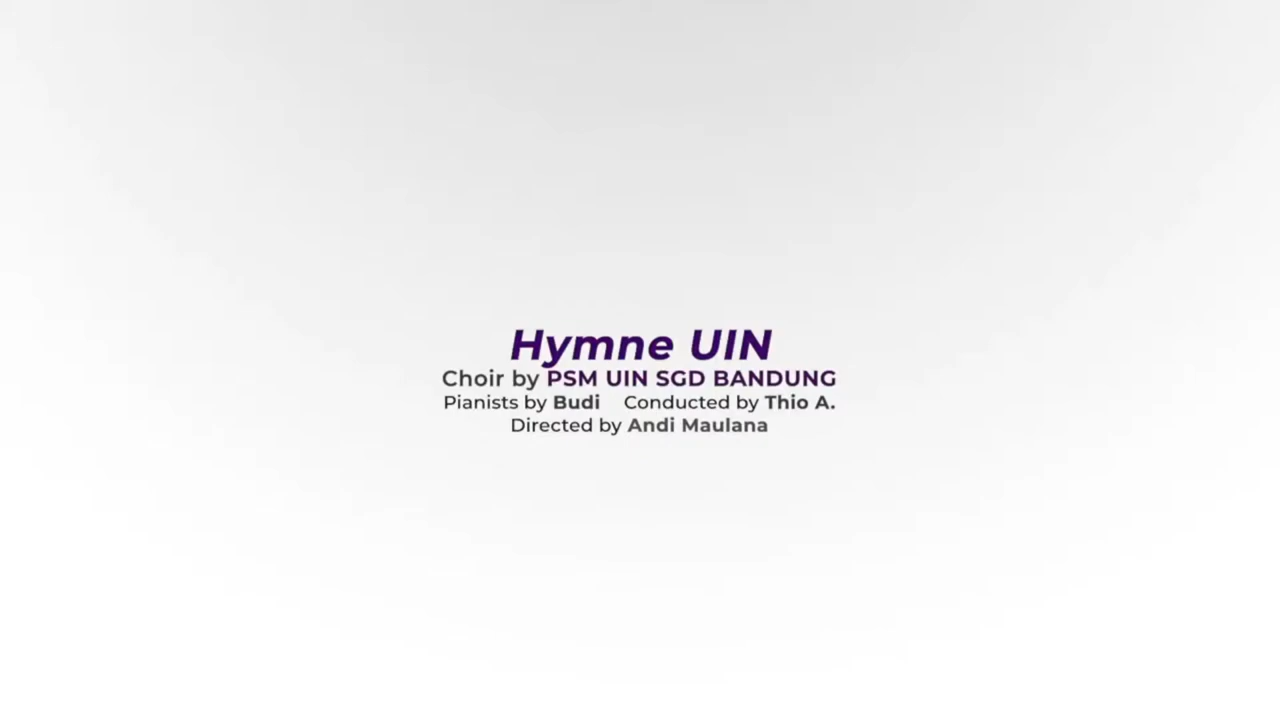 Hymne UIN
Choir by PSM UIN SGD BANDUNG
Pianists by Budi Conducted by Thio A.
Directed by Andi Maulana